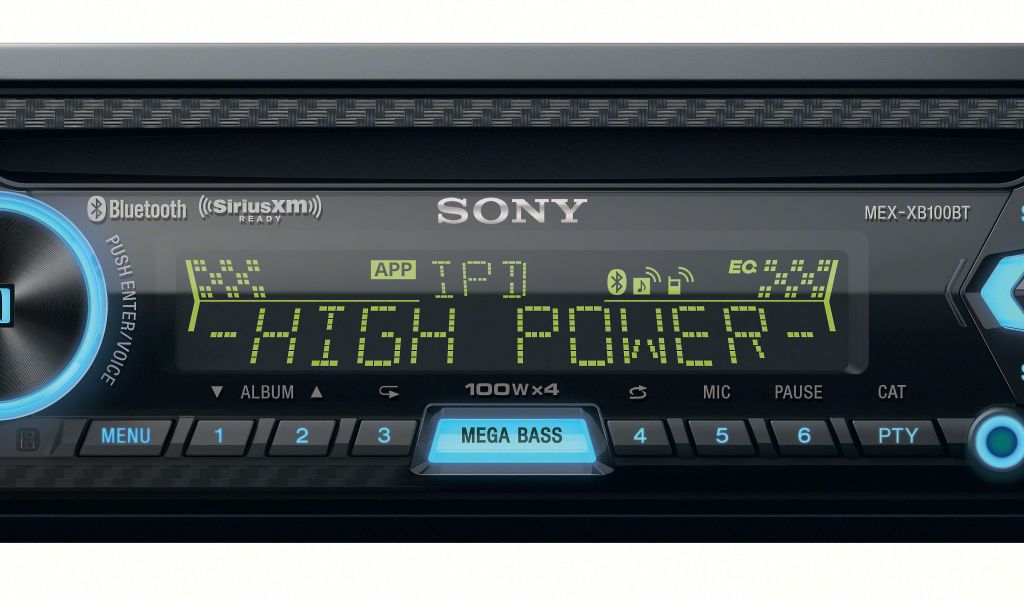 Bluetooth SiriusXM READY SONY MEX-XB100BT
PUSH ENTER/VOICE
APP IPD EQ
-HIGH POWER-
▼ ALBUM ▲ 100W×4 MIC PAUSE CAT
MENU 1 2 3 MEGA BASS 4 5 6 PTY